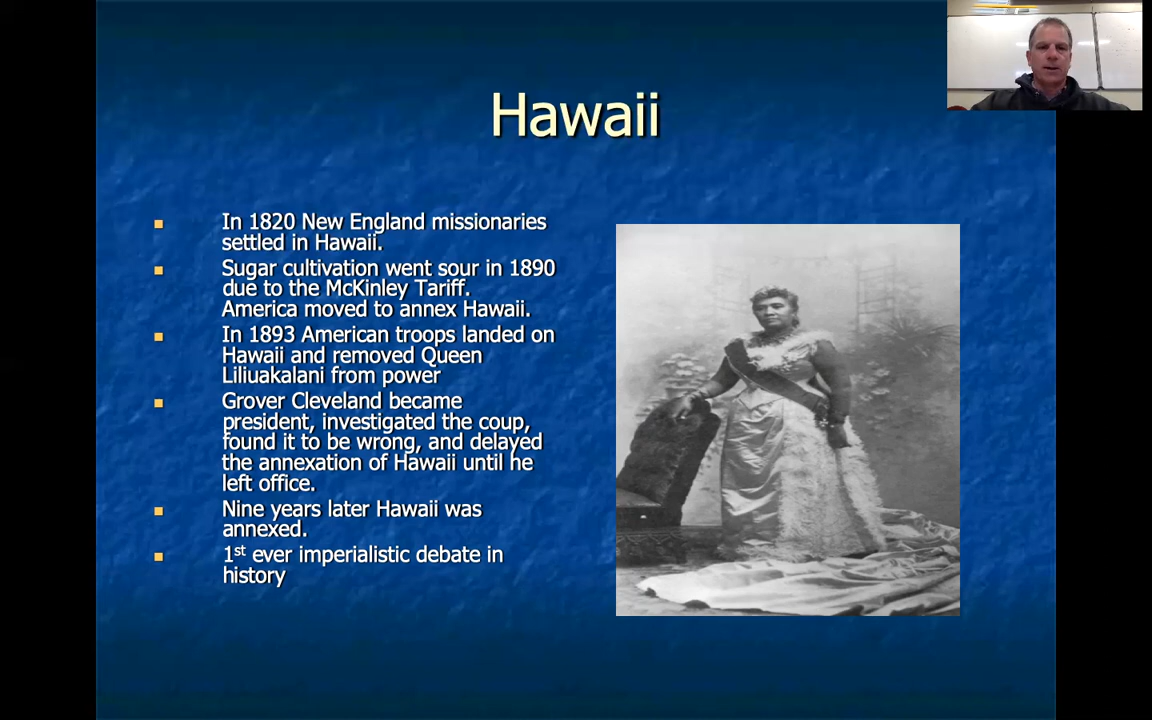 Hawaii
In 1820 New England missionaries
settled in Hawaii.
Sugar cultivation went sour in 1890
due to the McKinley Tariff.
America moved to annex Hawaii.
In 1893 American troops landed on
Hawaii and removed Queen
Liliuakalani from power
Grover Cleveland became
president, investigated the coup,
found it to be wrong, and delayed
the annexation of Hawaii until he
left office.
Nine years later Hawaii was
annexed.
1st ever imperialistic debate in
history